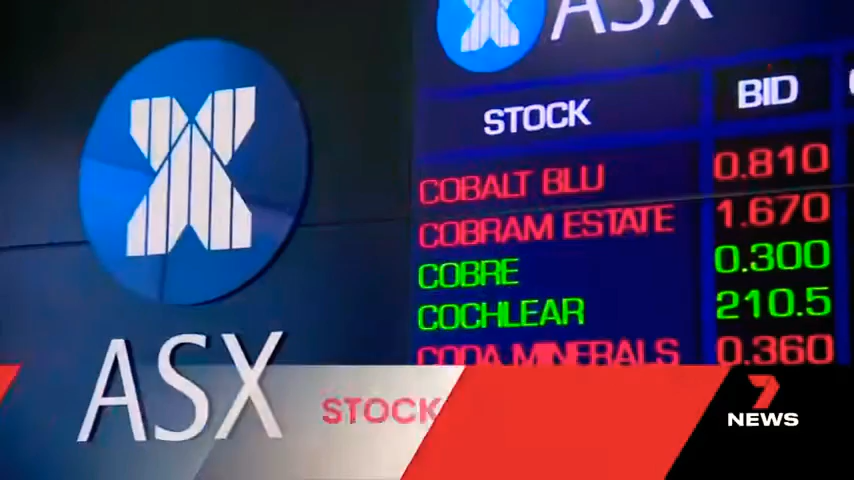 ASX
STOCK BID
COBALT BLU 0.810
COBRAM ESTATE 1.670
COBRE 0.300
COCHLEAR 210.5
CODA MINERALS 0.360
ASX
STOCK
7
NEWS